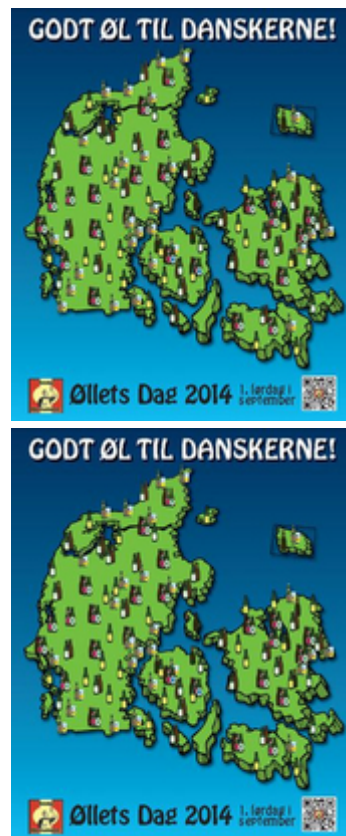 GODT ØL TIL DANSKERNE!
Øllets Dag 2014 1. lørdag i
september
GODT ØL TIL DANSKERNE!
Øllets Dag 2014 1. lørdag i
september